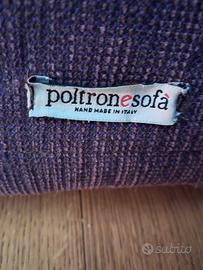 poltronesofà
HAND MADE IN ITALY
subito